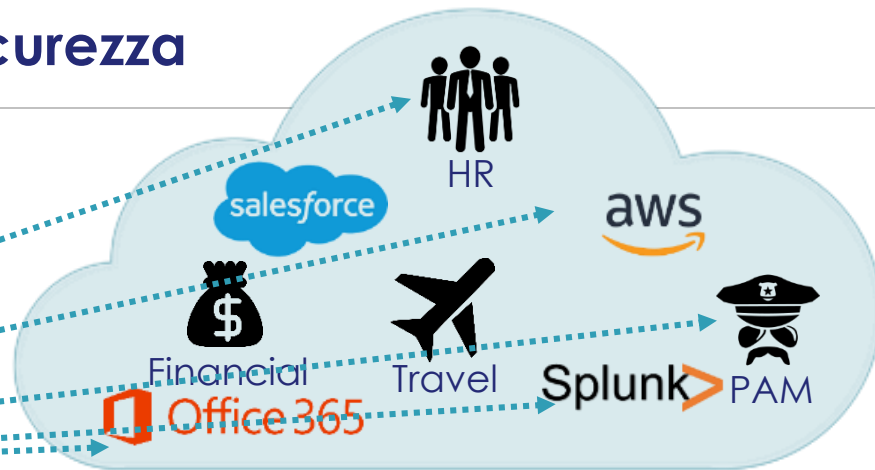 curezza
HR
salesforce
aws
$
Financial
Travel
Splunk>
PAM
Office 365